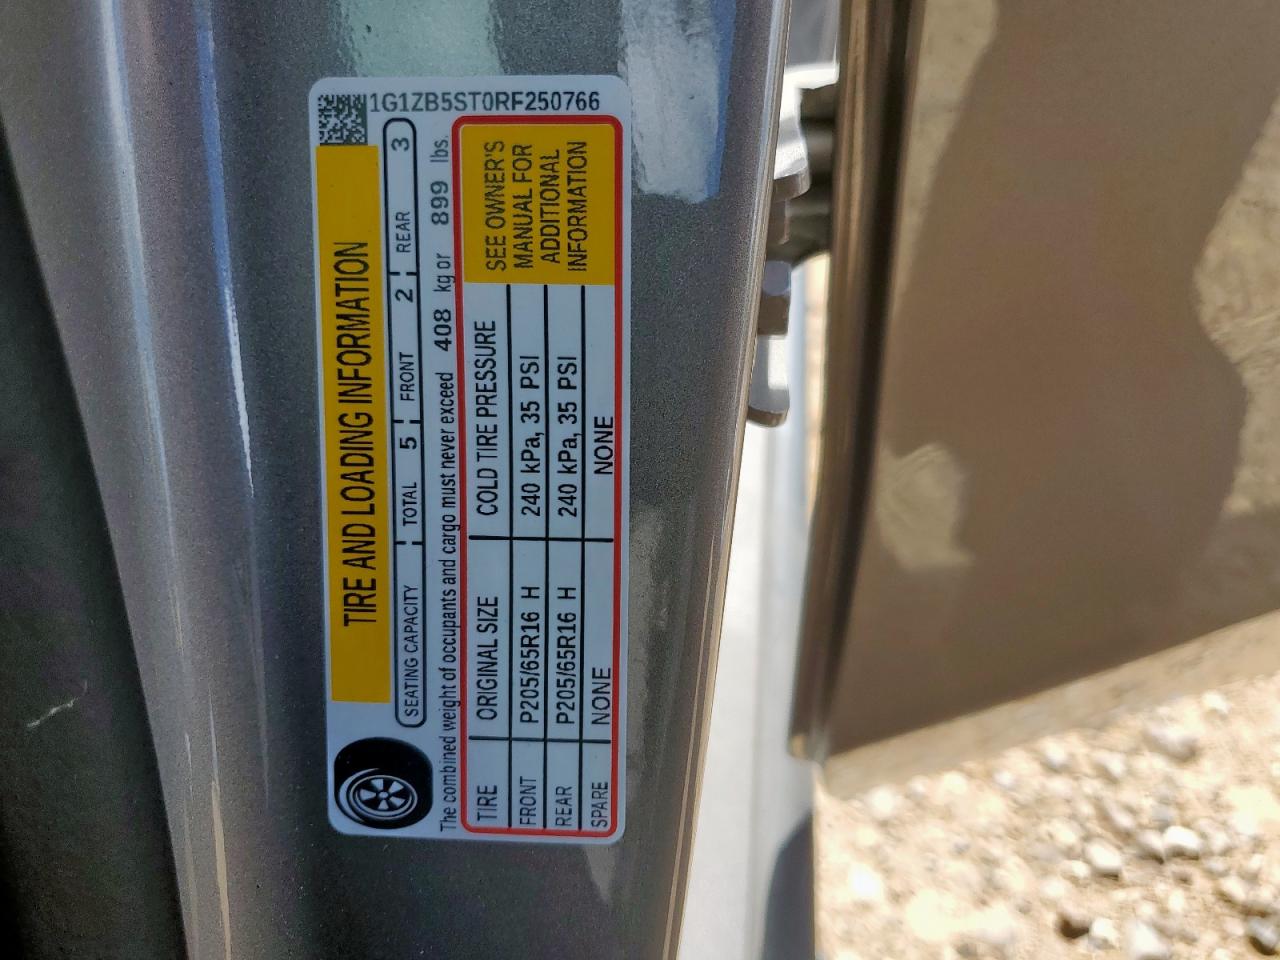 1G1ZB5ST0RF250766
TIRE AND LOADING INFORMATION
SEATING CAPACITY TOTAL 5 FRONT 2 REAR 3
The combined weight of occupants and cargo must never exceed 408 kg or 899 lbs.
TIRE ORIGINAL SIZE COLD TIRE PRESSURE
FRONT P205/65R16 H 240 kPa, 35 PSI
REAR P205/65R16 H 240 kPa, 35 PSI
SPARE NONE NONE
SEE OWNER'S
MANUAL FOR
ADDITIONAL
INFORMATION